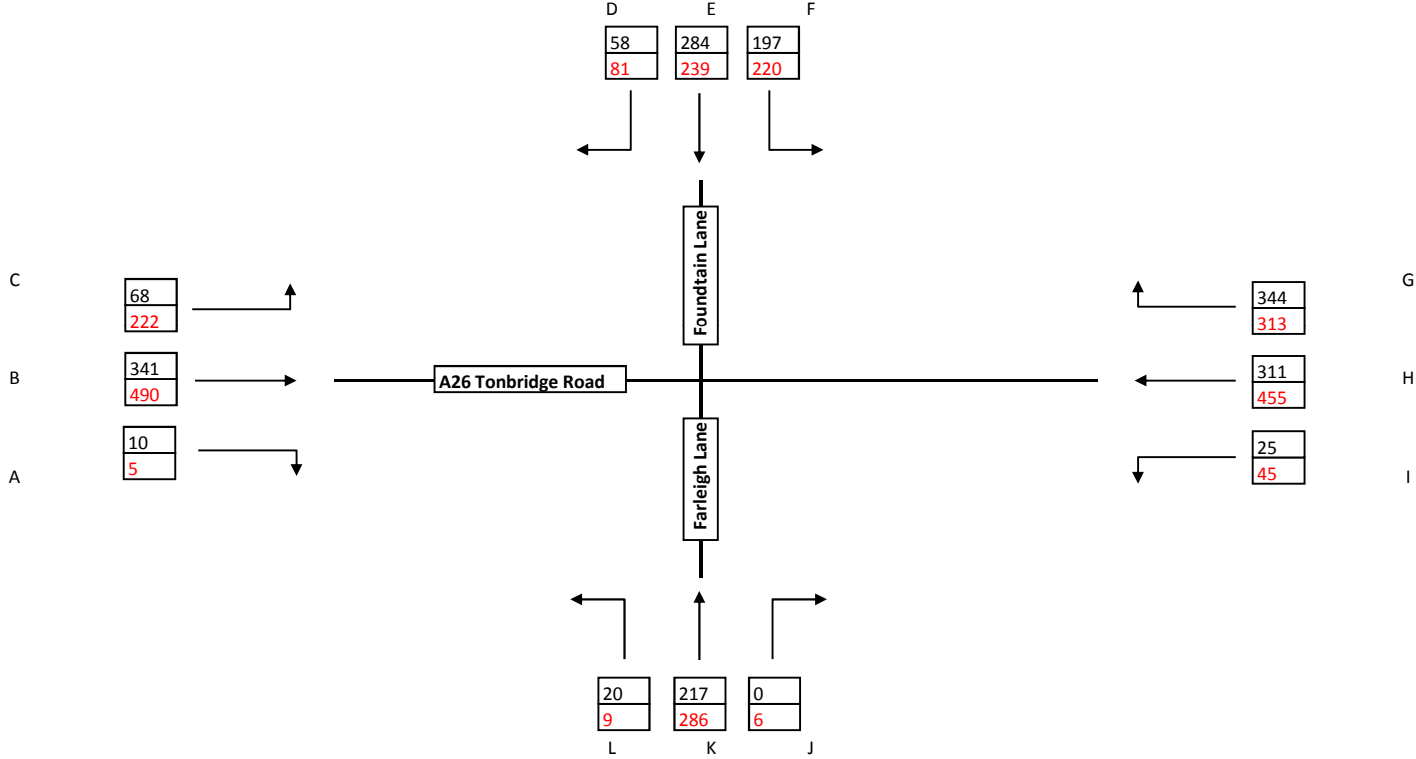 D E F
58 284 197
81 239 220
Foundtain Lane
C G
68 344
222 313
B H
341 311
490 455
A26 Tonbridge Road
10 25
5 45
A I
Farleigh Lane
20 217 0
9 286 6
L K J